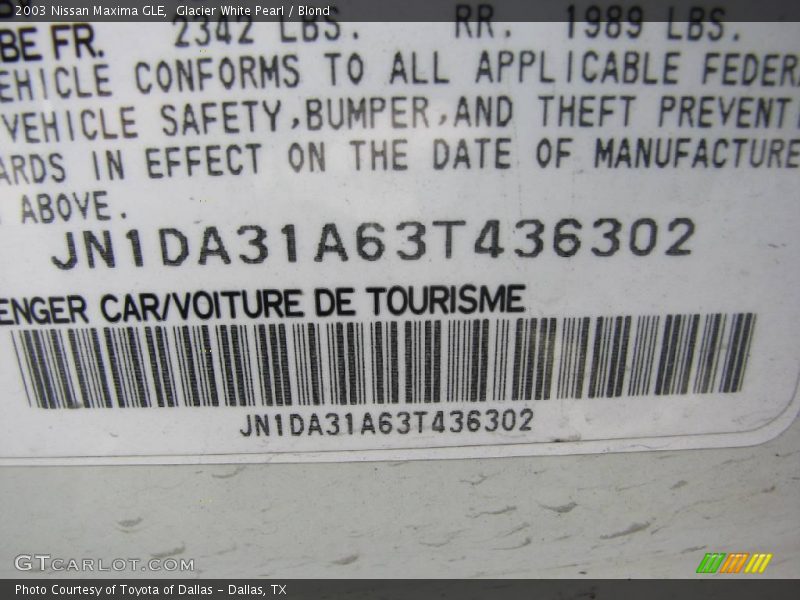 2003 Nissan Maxima GLE,  Glacier White Pearl / Blond
2342 LBS. RR. 1989 LBS.
BE FR.
EHICLE CONFORMS TO ALL APPLICABLE FEDERA
VEHICLE SAFETY,BUMPER,AND THEFT PREVENTI
ARDS IN EFFECT ON THE DATE OF MANUFACTURE
ABOVE.
JN1DA31A63T436302
ENGER CAR/VOITURE DE TOURISME
JN1DA31A63T436302
GTCARLOT.COM
Photo Courtesy of Toyota of Dallas – Dallas, TX